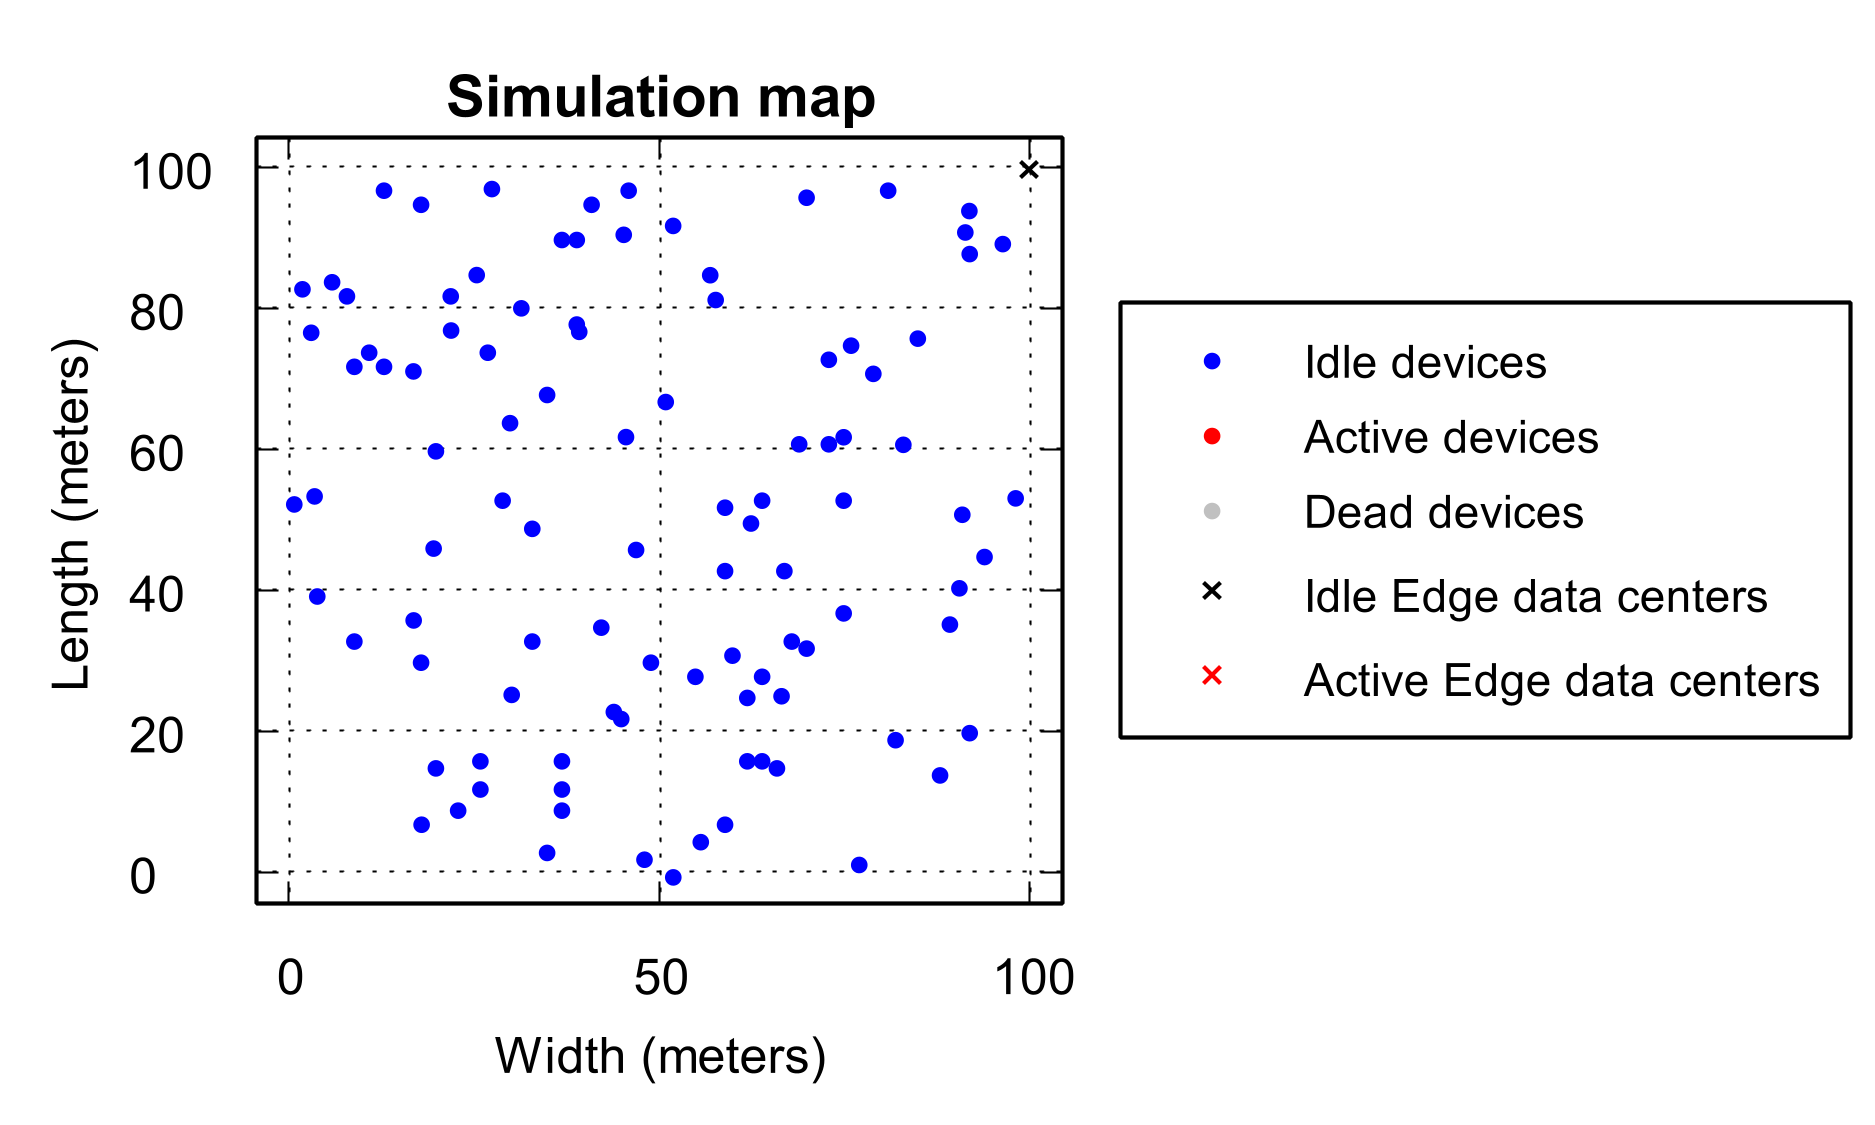 Simulation map
100
80
60
40
20
0
Length (meters)
0 50 100
Width (meters)
Idle devices
Active devices
Dead devices
Idle Edge data centers
Active Edge data centers